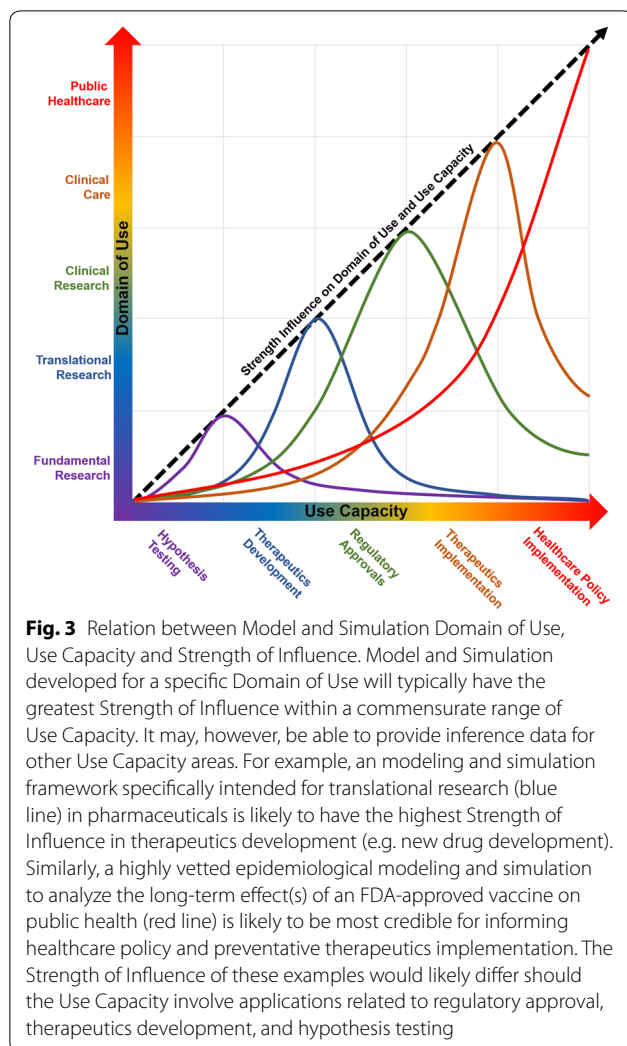 Public
Healthcare
Clinical
Care
Clinical
Research
Translational
Research
Fundamental
Research
Domain of Use
Strength Influence on Domain of Use and Use Capacity
Use Capacity
Hypothesis
Testing
Therapeutics
Development
Regulatory
Approvals
Therapeutics
Implementation
Healthcare Policy
Implementation
Fig. 3 Relation between Model and Simulation Domain of Use,
Use Capacity and Strength of Influence. Model and Simulation
developed for a specific Domain of Use will typically have the
greatest Strength of Influence within a commensurate range of
Use Capacity. It may, however, be able to provide inference data for
other Use Capacity areas. For example, an modeling and simulation
framework specifically intended for translational research (blue
line) in pharmaceuticals is likely to have the highest Strength of
Influence in therapeutics development (e.g. new drug development).
Similarly, a highly vetted epidemiological modeling and simulation
to analyze the long-term effect(s) of an FDA-approved vaccine on
public health (red line) is likely to be most credible for informing
healthcare policy and preventative therapeutics implementation. The
Strength of Influence of these examples would likely differ should
the Use Capacity involve applications related to regulatory approval,
therapeutics development, and hypothesis testing